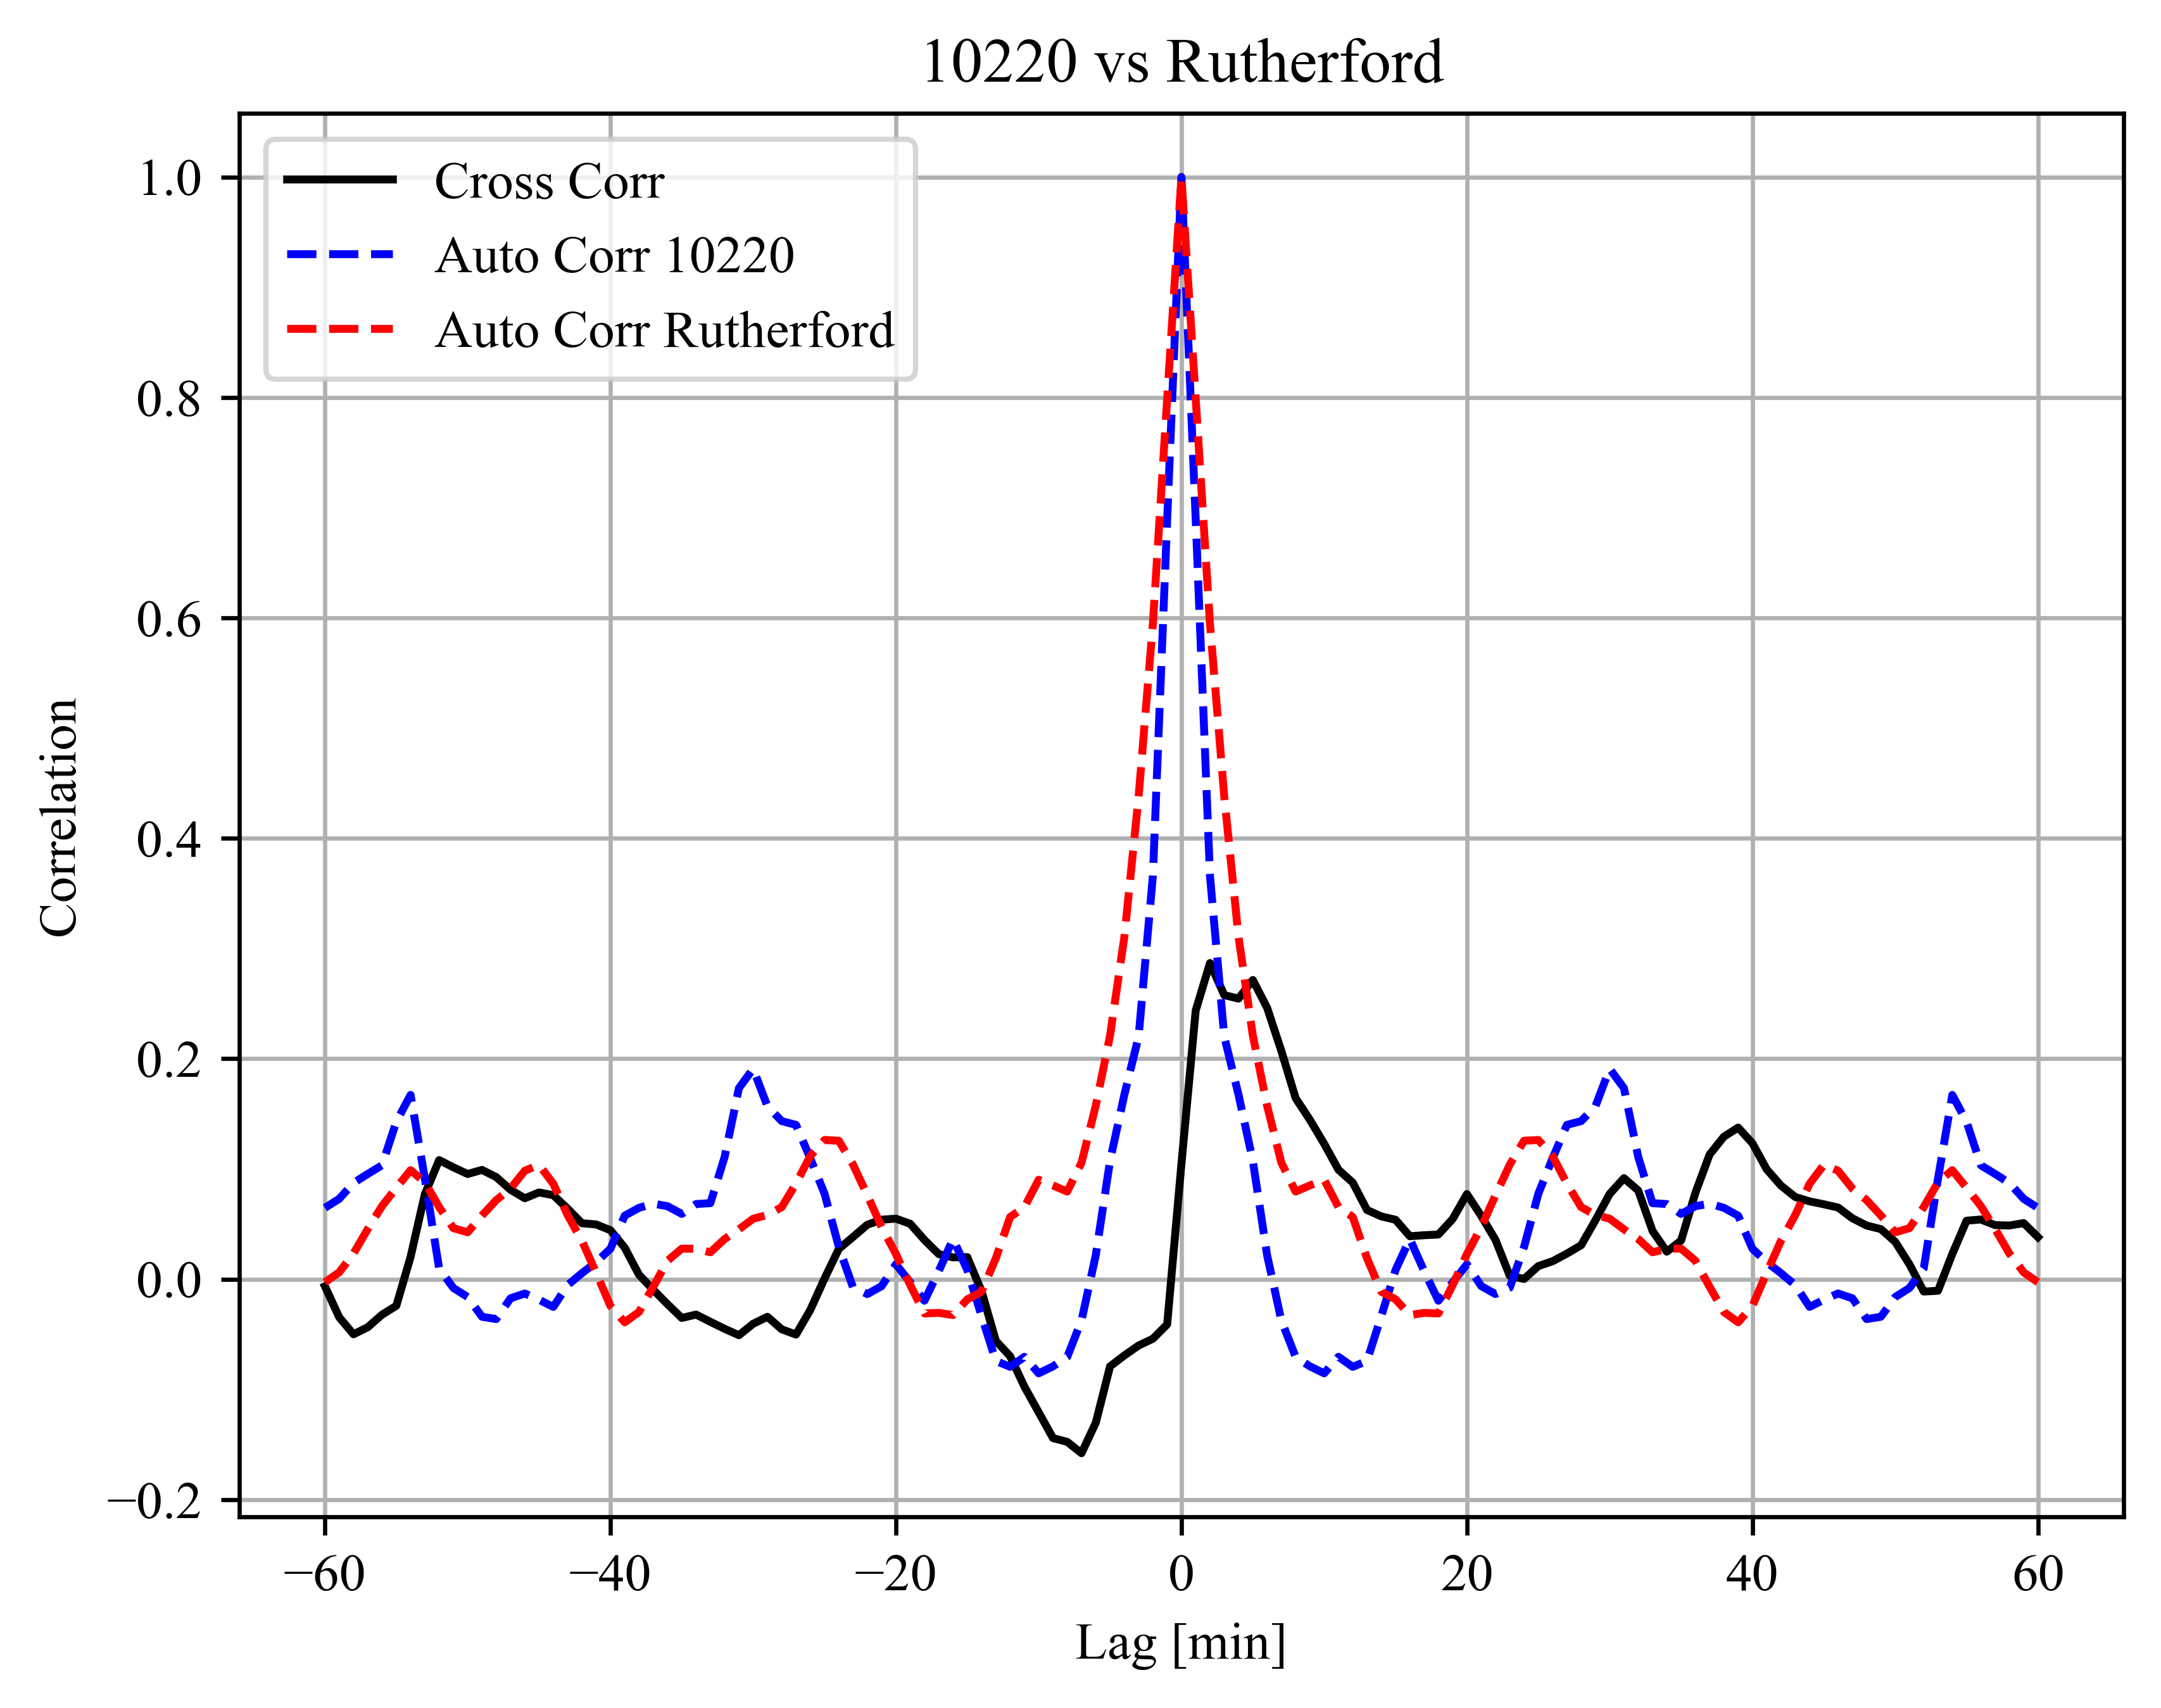 10220 vs Rutherford
Cross Corr
Auto Corr 10220
Auto Corr Rutherford
1.0
0.8
0.6
0.4
0.2
0.0
−0.2
Correlation
−60
−40
−20
0
20
40
60
Lag [min]